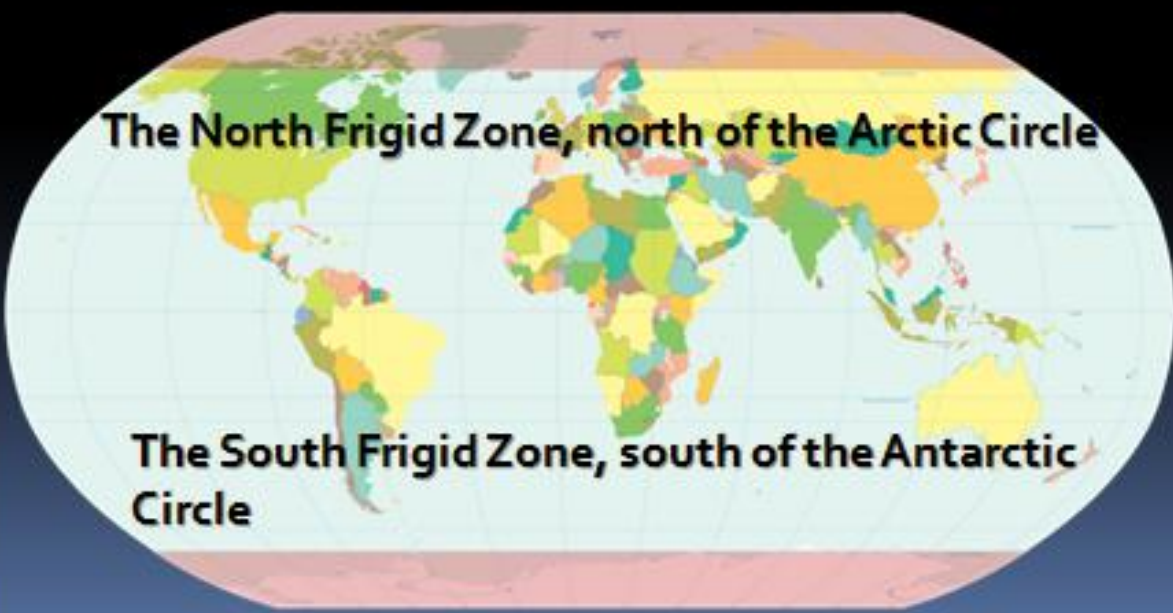 The North Frigid Zone, north of the Arctic Circle
The South Frigid Zone, south of the Antarctic
Circle